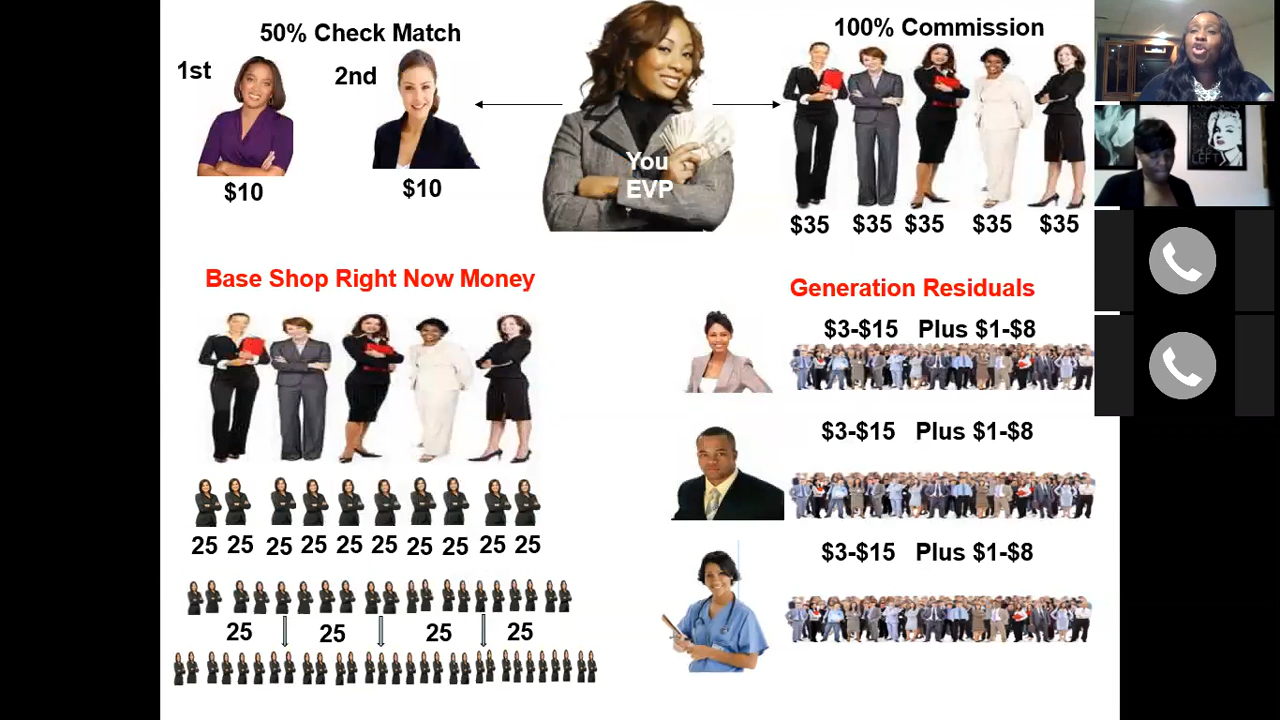 50% Check Match
1st
2nd
$10
$10
You
EVP
100% Commission
$35 $35 $35 $35 $35
Base Shop Right Now Money
25 25 25 25 25 25 25 25 25 25
25 25 25 25
Generation Residuals
$3-$15 Plus $1-$8
$3-$15 Plus $1-$8
$3-$15 Plus $1-$8
LEFT